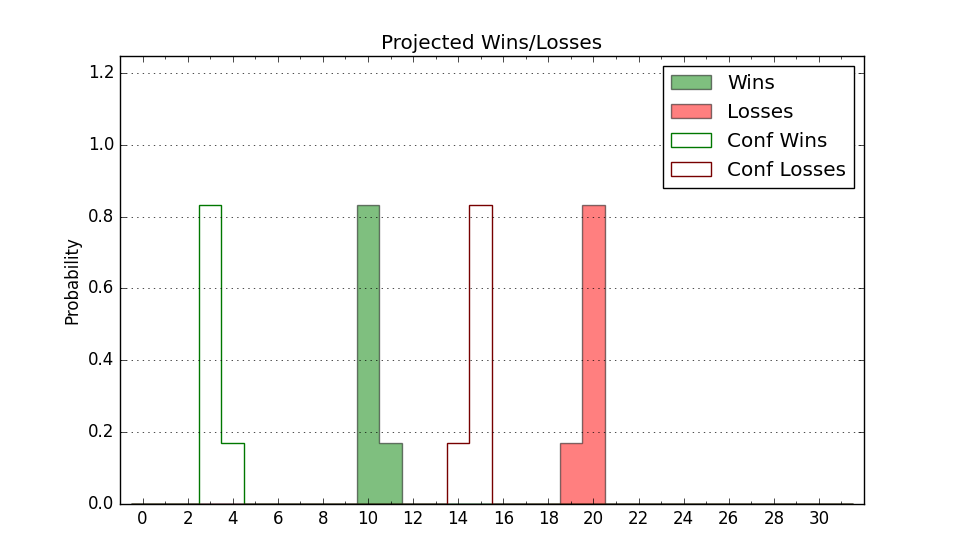 Projected Wins/Losses
1.2
1.0
0.8
0.6
0.4
0.2
0.0
Probability
Wins
Losses
Conf Wins
Conf Losses
0 2 4 6 8 10 12 14 16 18 20 22 24 26 28 30